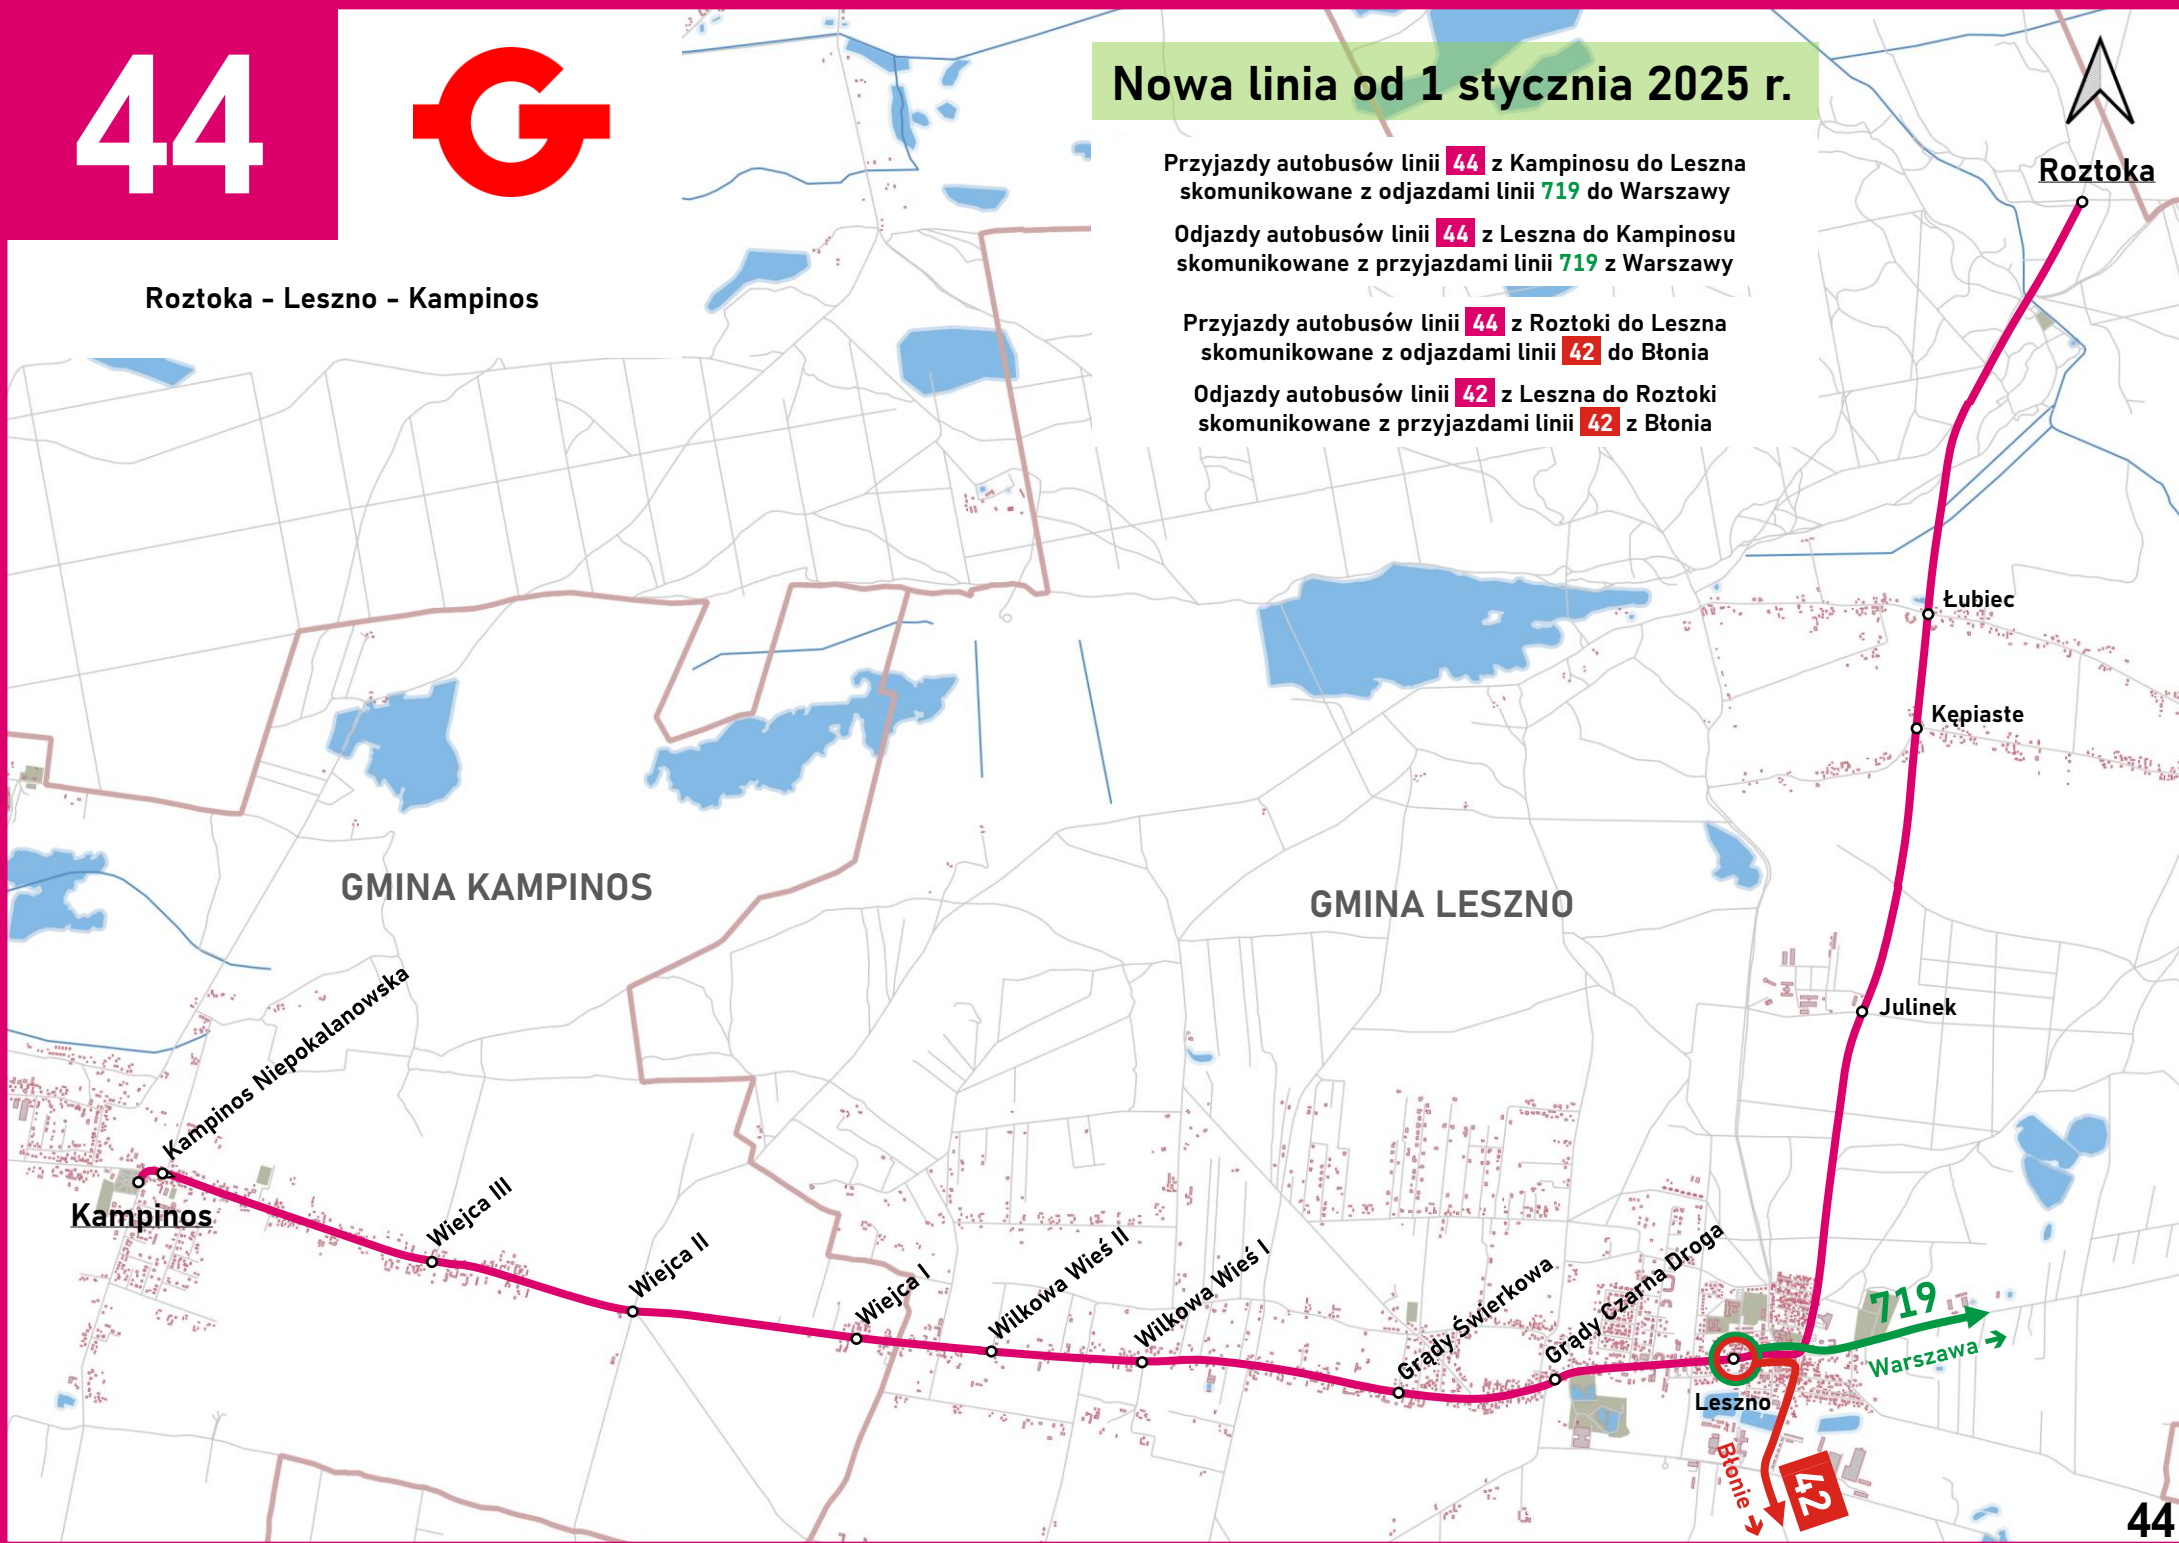 44
G
Roztoka - Leszno - Kampinos
Nowa linia od 1 stycznia 2025 r.
Przyjazdy autobusów linii 44 z Kampinosu do Leszna
skomunikowane z odjazdami linii 719 do Warszawy
Odjazdy autobusów linii 44 z Leszna do Kampinosu
skomunikowane z przyjazdami linii 719 z Warszawy
Przyjazdy autobusów linii 44 z Roztoki do Leszna
skomunikowane z odjazdami linii 42 do Błonia
Odjazdy autobusów linii 42 z Leszna do Roztoki
skomunikowane z przyjazdami linii 42 z Błonia
Roztoka
Łubiec
Kępiaste
GMINA KAMPINOS
GMINA LESZNO
Julinek
Kampinos Niepokalanowska
Kampinos
Wiejca III
Wiejca II
Wiejca I
Wilkowa Wieś II
Wilkowa Wieś I
Grądy Świerkowa
Grądy Czarna Droga
Leszno
719
Warszawa →
Błonie →
42
44